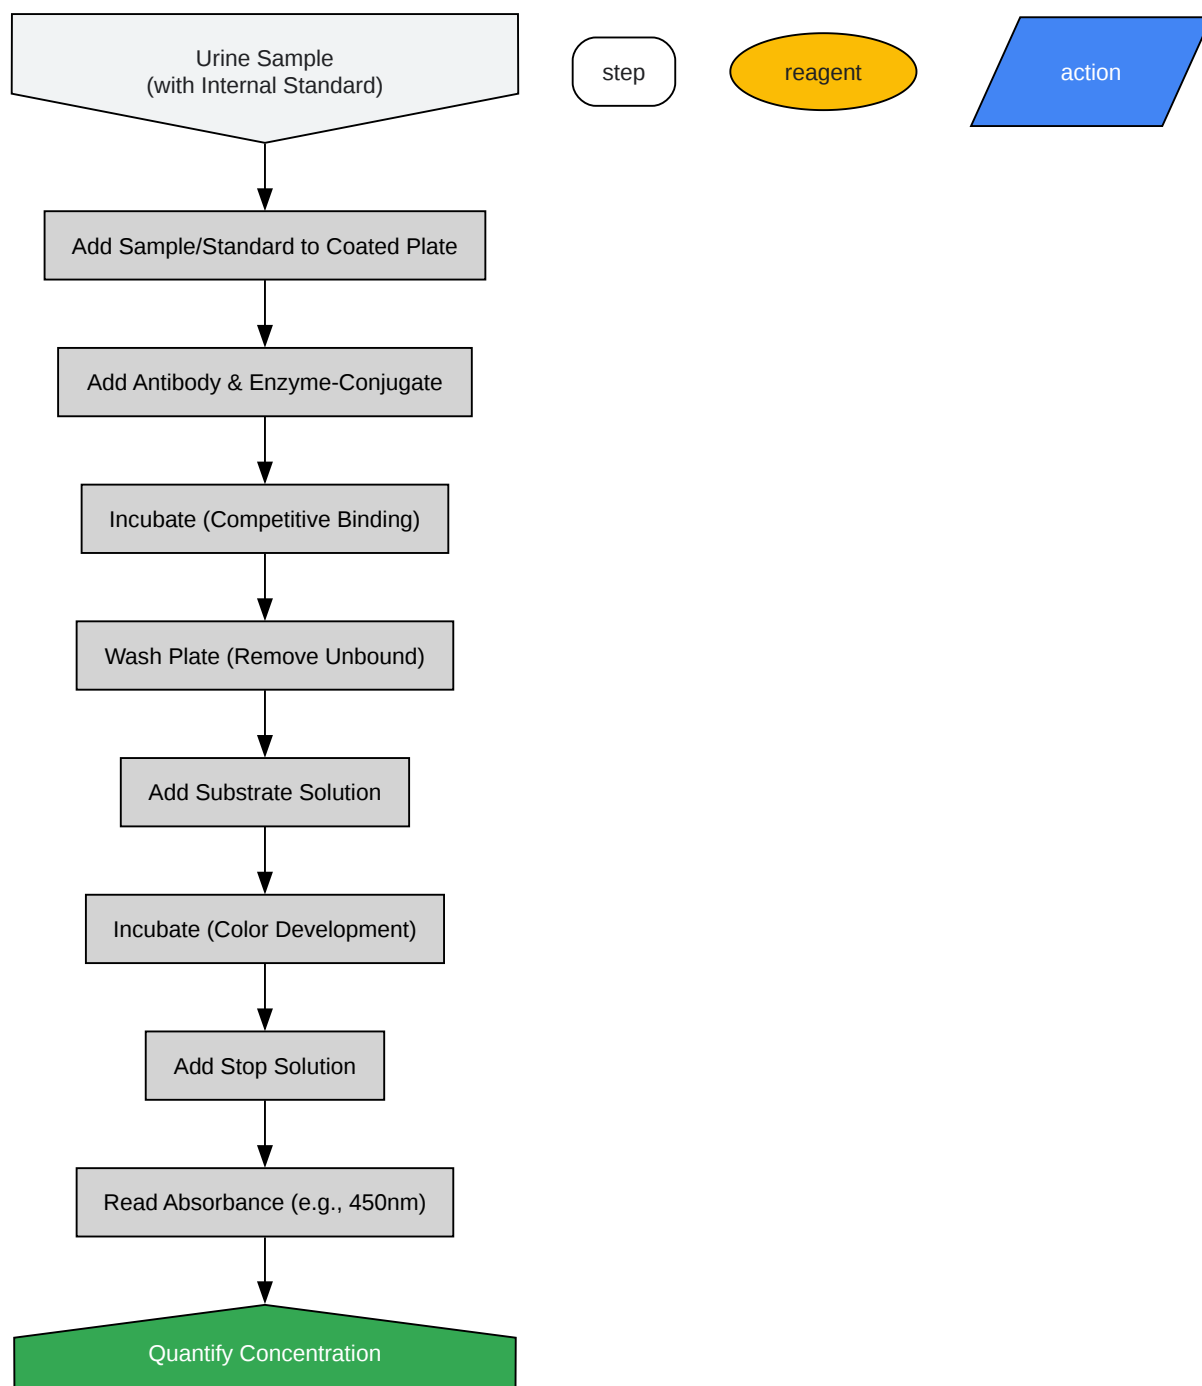 Urine Sample
(with Internal Standard)
step
reagent
action
Add Sample/Standard to Coated Plate
Add Antibody & Enzyme-Conjugate
Incubate (Competitive Binding)
Wash Plate (Remove Unbound)
Add Substrate Solution
Incubate (Color Development)
Add Stop Solution
Read Absorbance (e.g., 450nm)
Quantify Concentration